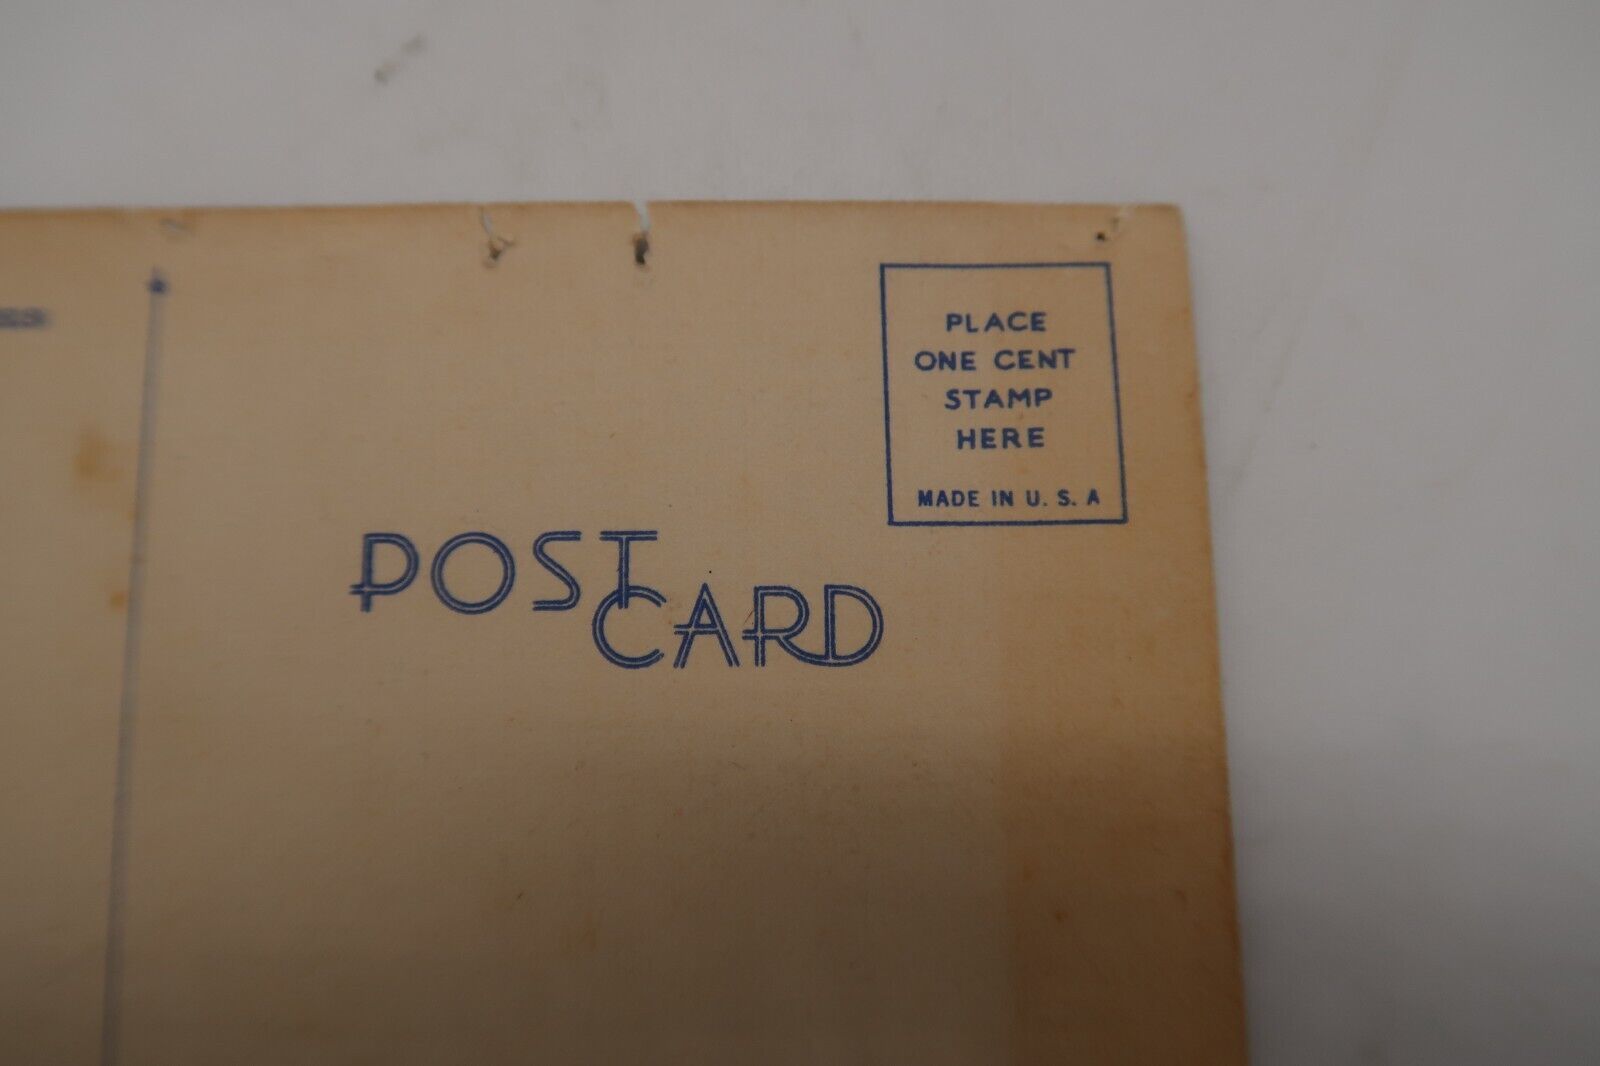 PLACE
ONE CENT
STAMP
HERE
MADE IN U. S. A
POST
CARD